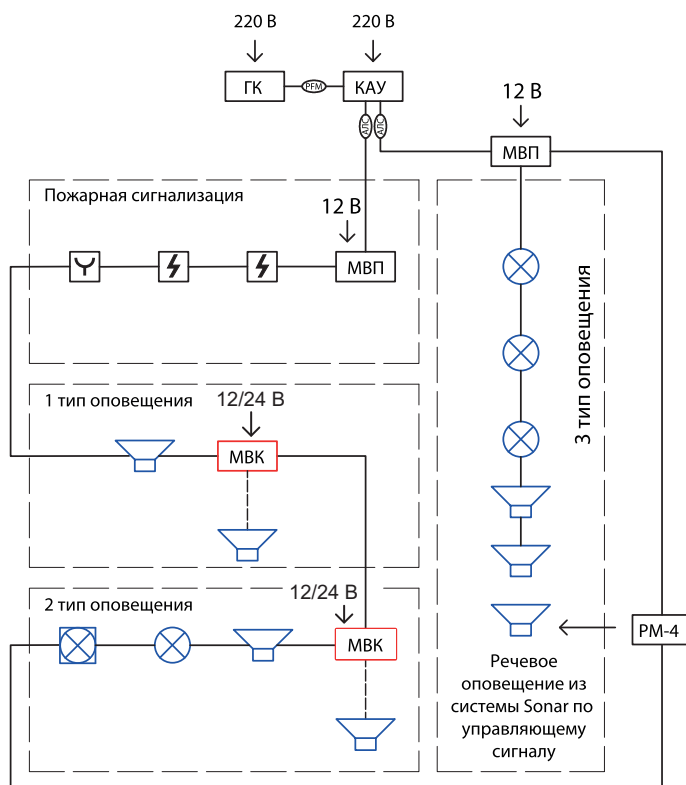 220 В
220 В
ГК
PFM
КАУ
АЛС
АЛС
12 В
МВП
Пожарная сигнализация
12 В
МВП
3 тип оповещения
1 тип оповещения
12/24 В
МВК
2 тип оповещения
12/24 В
МВК
РМ-4
Речевое
оповещение из
системы Sonar по
управляющему
сигналу